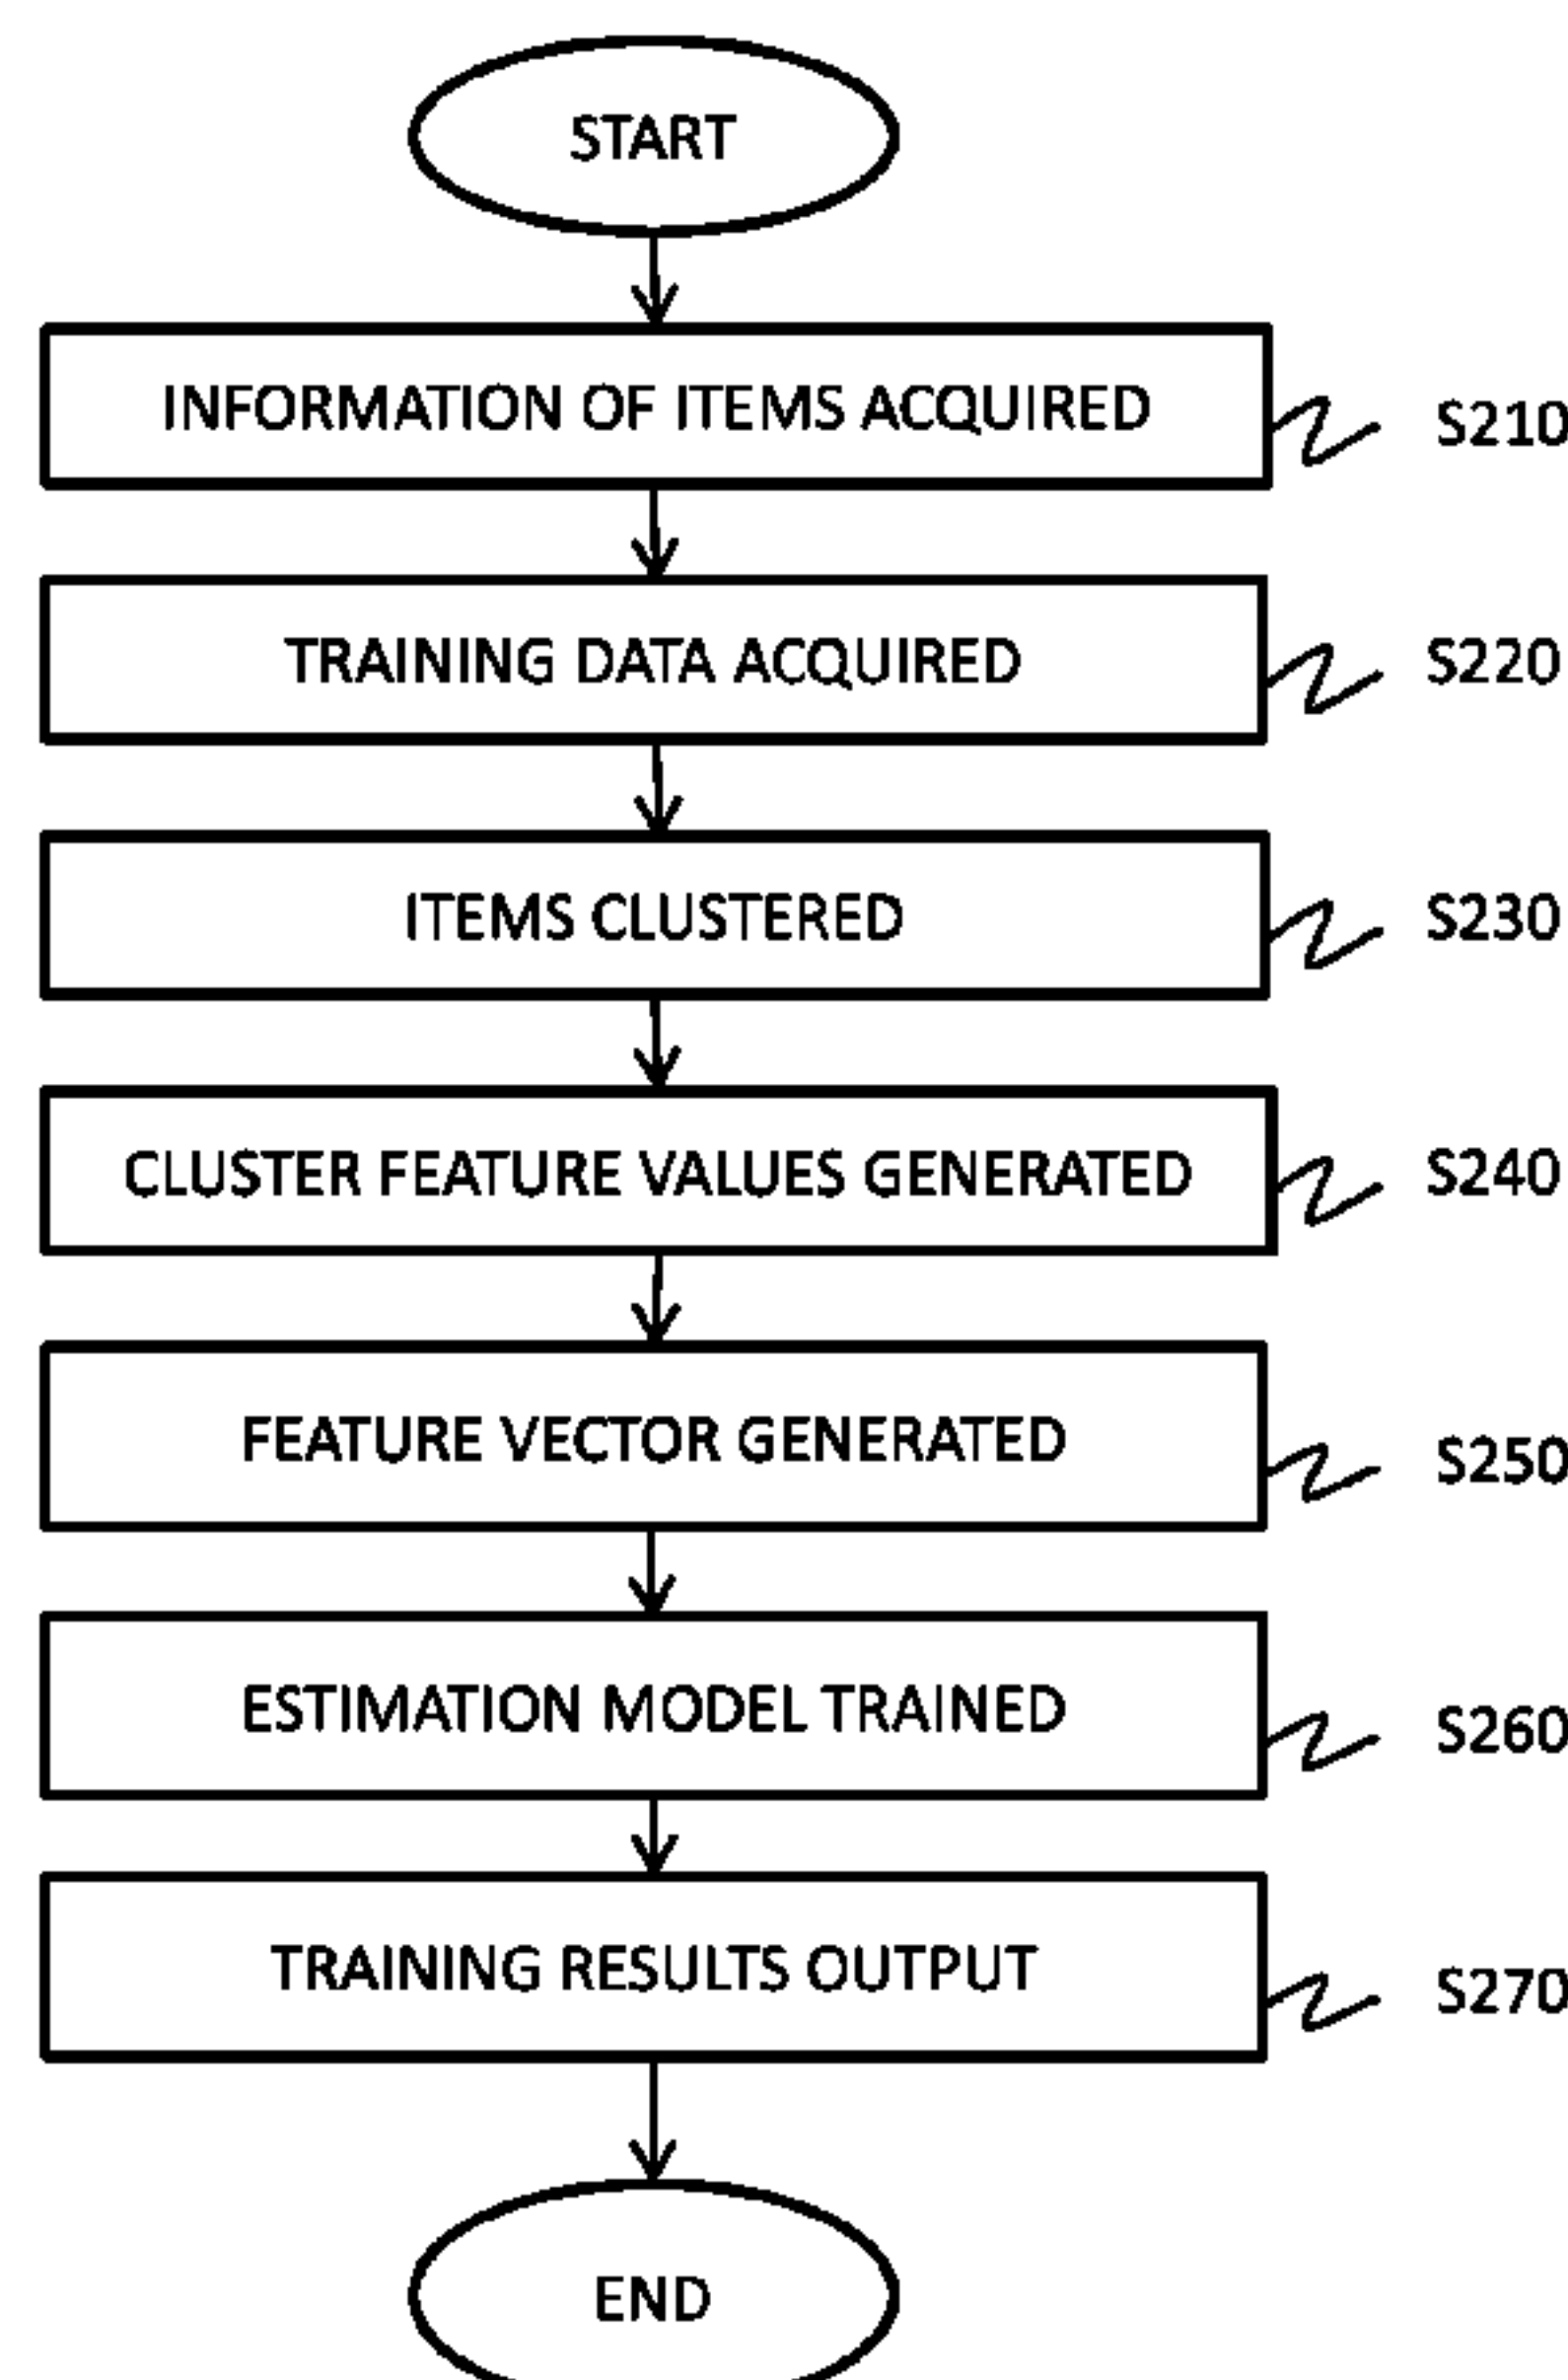 START
INFORMATION OF ITEMS ACQUIRED
S210
TRAINING DATA ACQUIRED
S220
ITEMS CLUSTERED
S230
CLUSTER FEATURE VALUES GENERATED
S240
FEATURE VECTOR GENERATED
S250
ESTIMATION MODEL TRAINED
S260
TRAINING RESULTS OUTPUT
S270
END